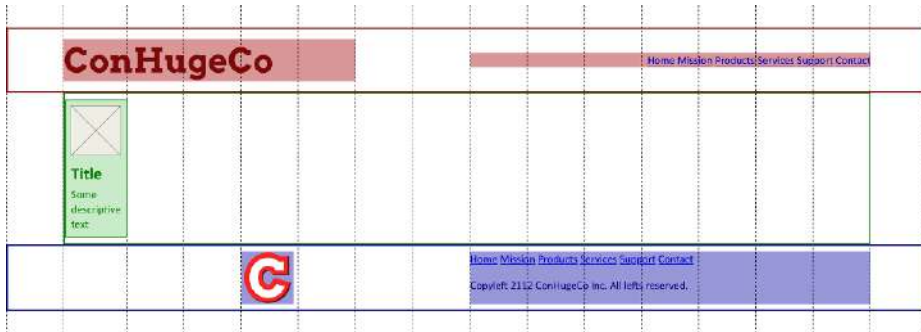 ConHugeCo
Home Mission Products Services Support Contact
Title
Some
descriptive
text
C
Home Mission Products Services Support Contact
Copyleft 2112 ConHugeCo Inc. All lefts reserved.